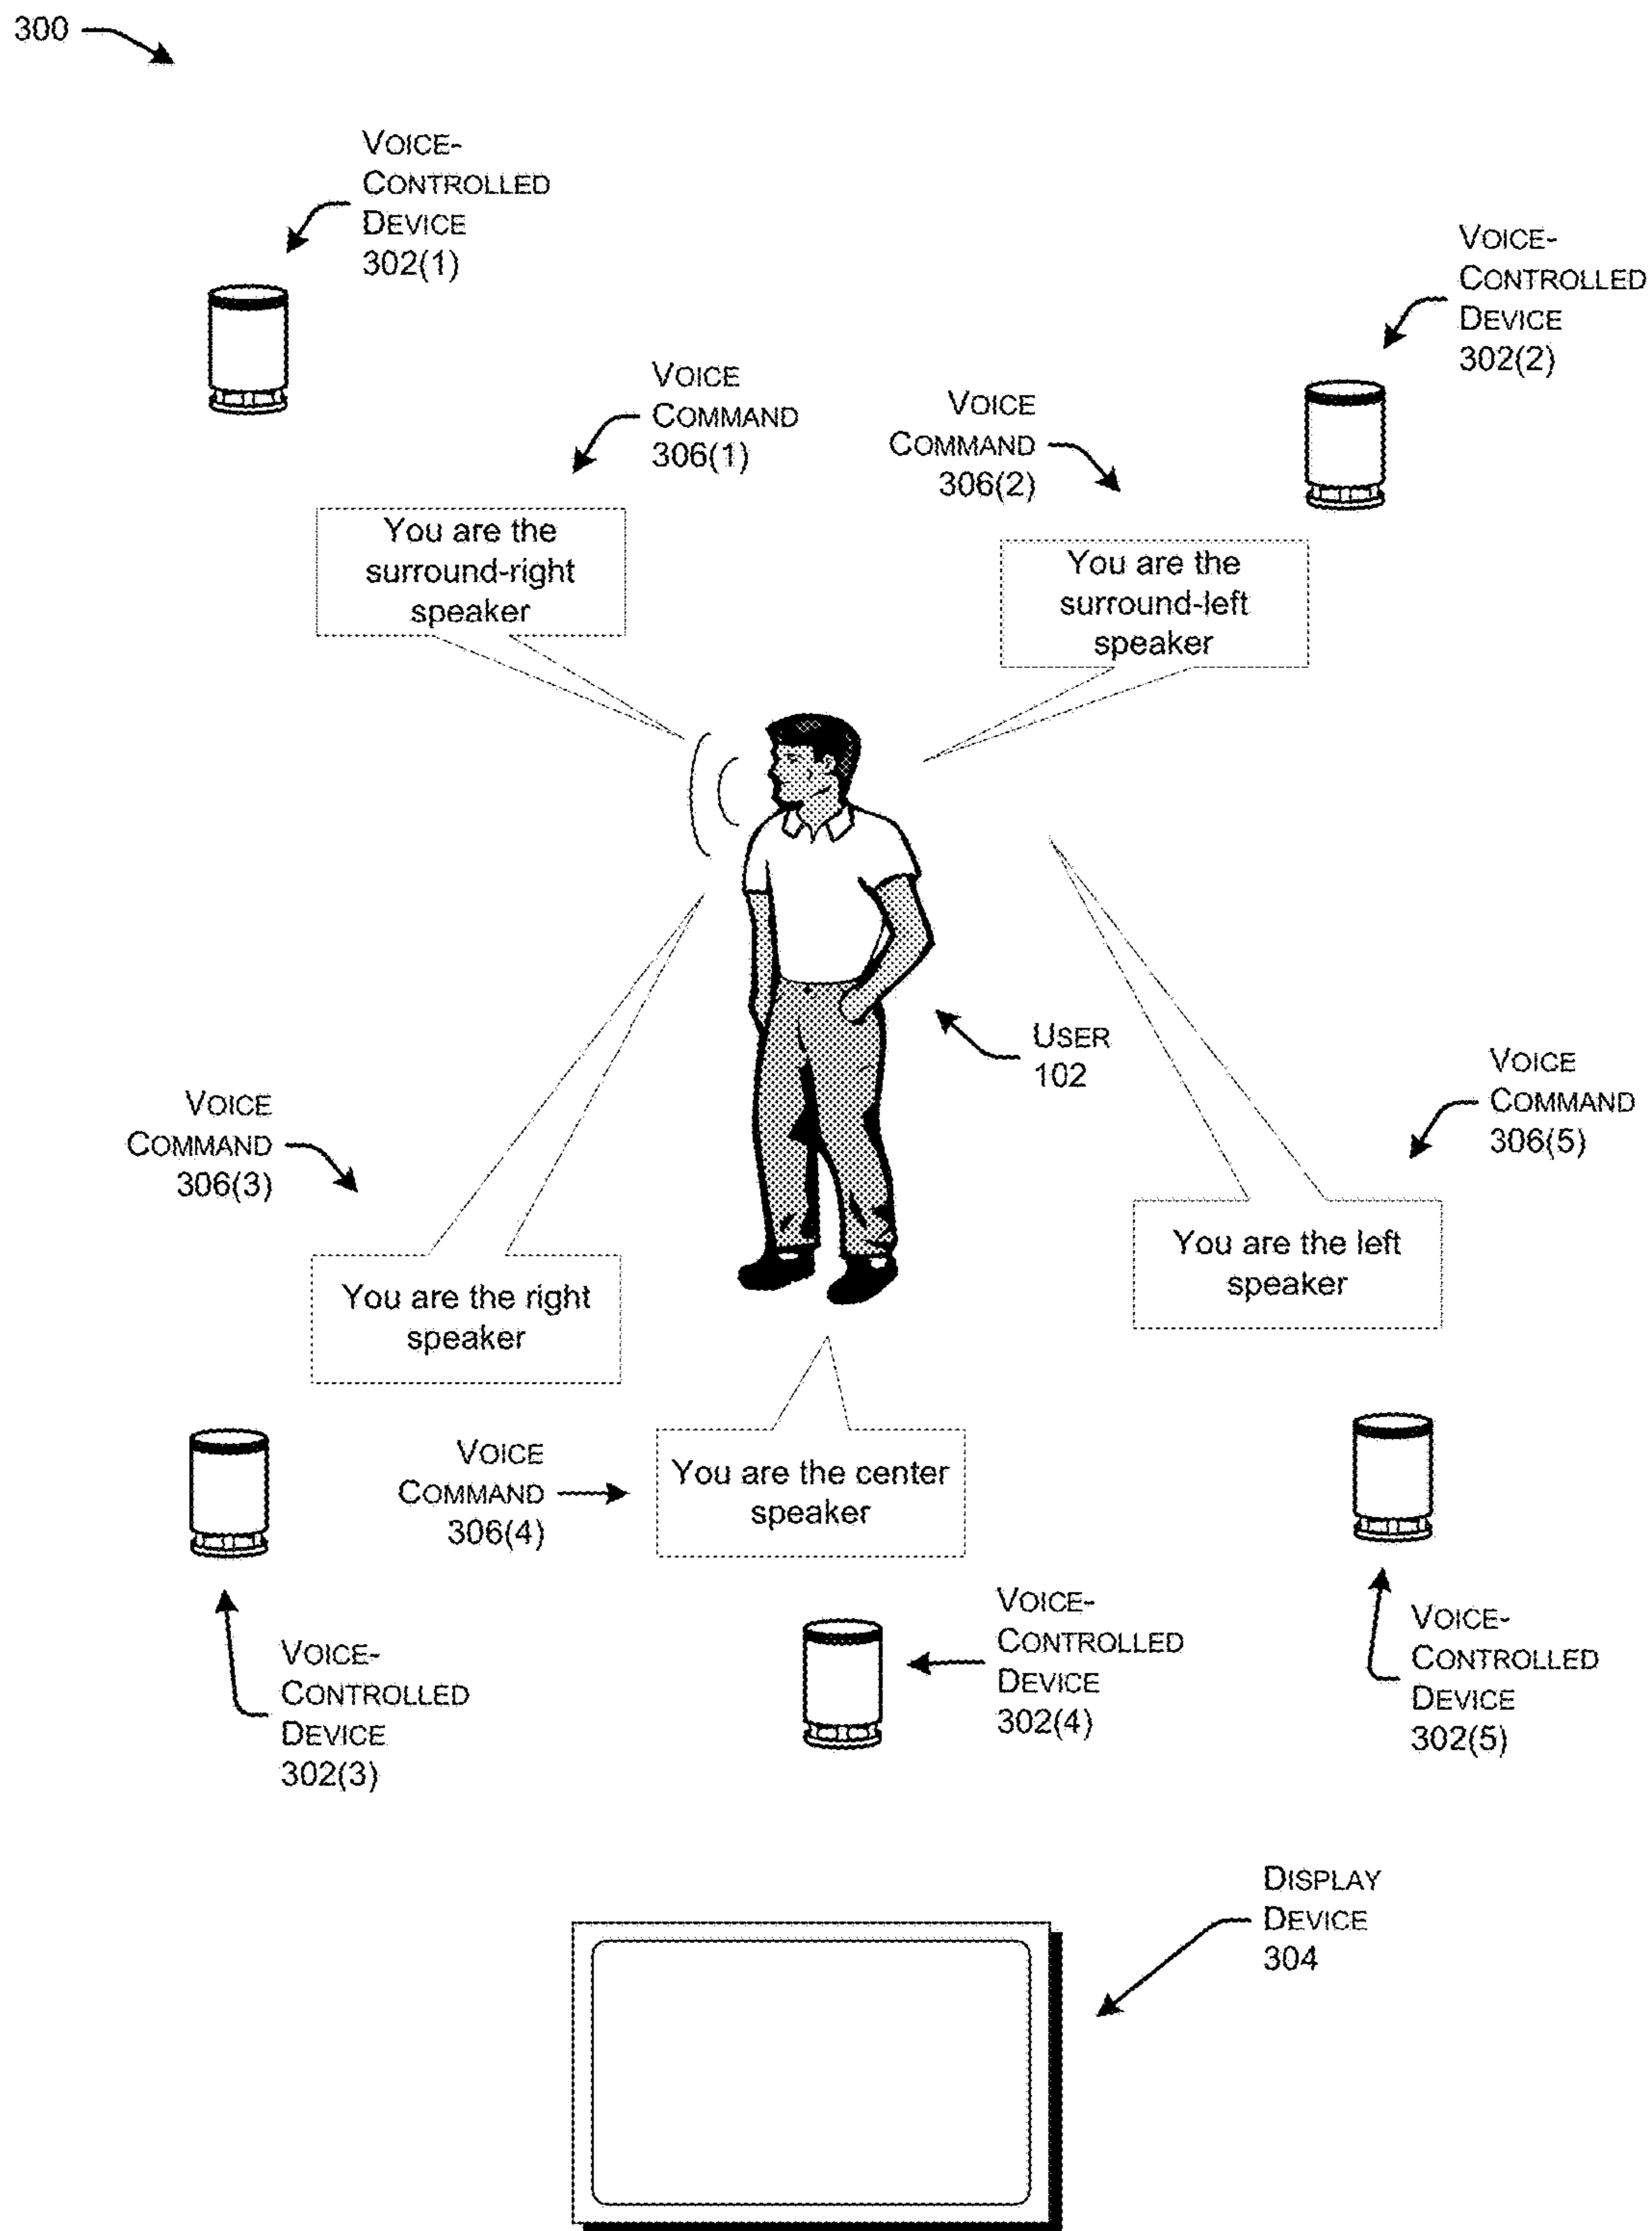 300
VOICE-
CONTROLLED
DEVICE
302(1)
VOICE-
CONTROLLED
DEVICE
302(2)
VOICE
COMMAND
306(1)
VOICE
COMMAND
306(2)
You are the
surround-right
speaker
You are the
surround-left
speaker
USER
102
VOICE
COMMAND
306(3)
VOICE
COMMAND
306(5)
You are the right
speaker
You are the left
speaker
VOICE
COMMAND
306(4)
You are the center
speaker
VOICE-
CONTROLLED
DEVICE
302(3)
VOICE-
CONTROLLED
DEVICE
302(4)
VOICE-
CONTROLLED
DEVICE
302(5)
DISPLAY
DEVICE
304